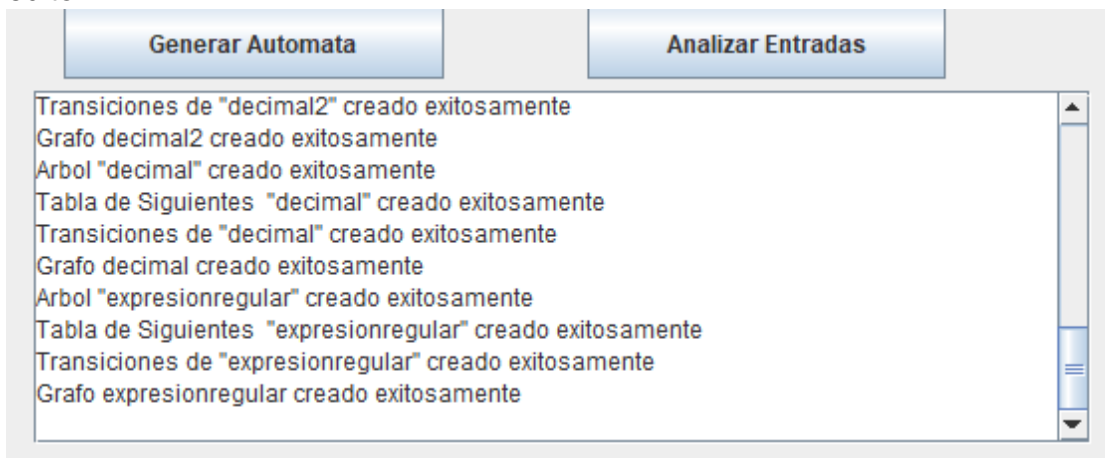 Generar Automata
Analizar Entradas
Transiciones de "decimal2" creado exitosamente
Grafo decimal2 creado exitosamente
Arbol "decimal" creado exitosamente
Tabla de Siguientes  "decimal" creado exitosamente
Transiciones de "decimal" creado exitosamente
Grafo decimal creado exitosamente
Arbol "expresionregular" creado exitosamente
Tabla de Siguientes  "expresionregular" creado exitosamente
Transiciones de "expresionregular" creado exitosamente
Grafo expresionregular creado exitosamente